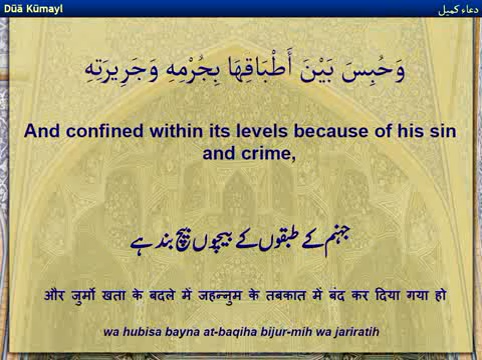 Düä Kümayl
دعاء كميل
وَحُبِسَ بَيْنَ أَطْبَاقِهَا بِجُرْمِهِ وَجَرِيرَتِهِ
And confined within its levels because of his sin
and crime,
جہنم کے طبقوں کے بیچوں بیچ بند ہے
और जुर्मो खता के बदले में जहन्नुम के तबकात में बंद कर दिया गया हो
wa hubisa bayna at-baqiha bijur-mih wa jariratih